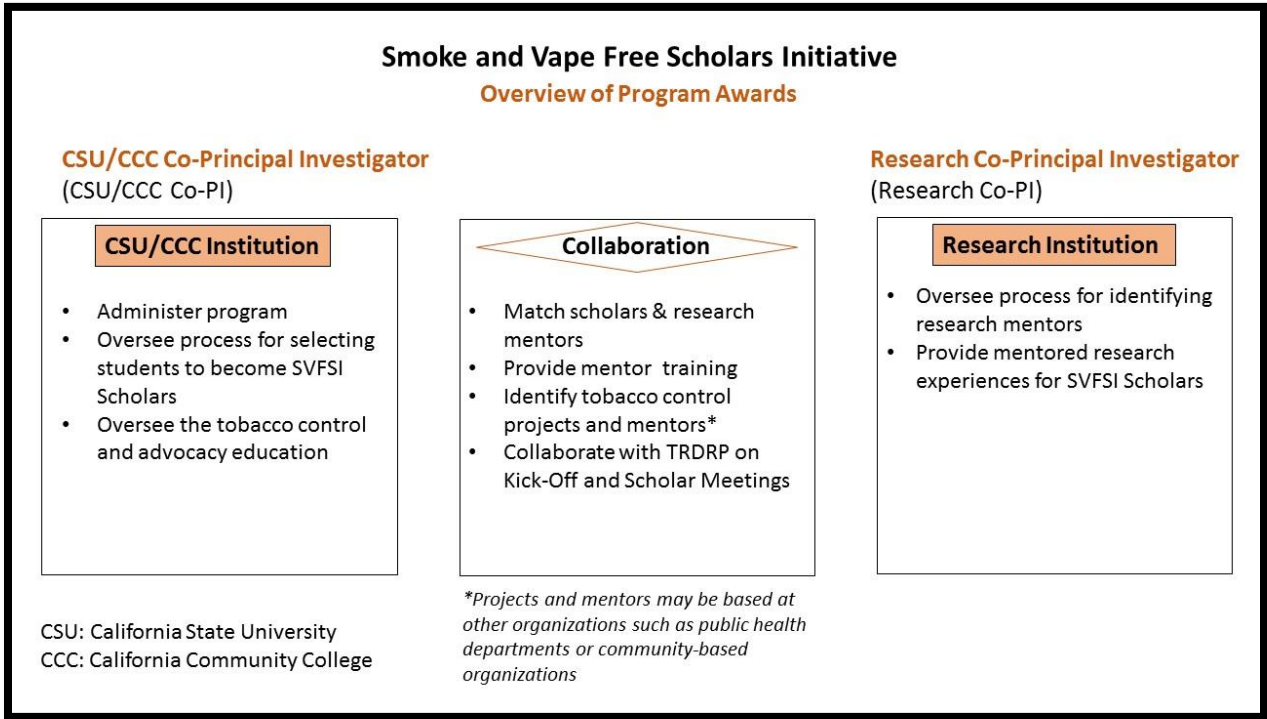 Smoke and Vape Free Scholars Initiative
Overview of Program Awards
CSU/CCC Co-Principal Investigator
(CSU/CCC Co-PI)
CSU/CCC Institution
• Administer program
• Oversee process for selecting
students to become SVFSI
Scholars
• Oversee the tobacco control
and advocacy education
Collaboration
• Match scholars & research
mentors
• Provide mentor training
• Identify tobacco control
projects and mentors*
• Collaborate with TRDRP on
Kick-Off and Scholar Meetings
Research Co-Principal Investigator
(Research Co-PI)
Research Institution
• Oversee process for identifying
research mentors
• Provide mentored research
experiences for SVFSI Scholars
*Projects and mentors may be based at
other organizations such as public health
departments or community-based
organizations
CSU: California State University
CCC: California Community College